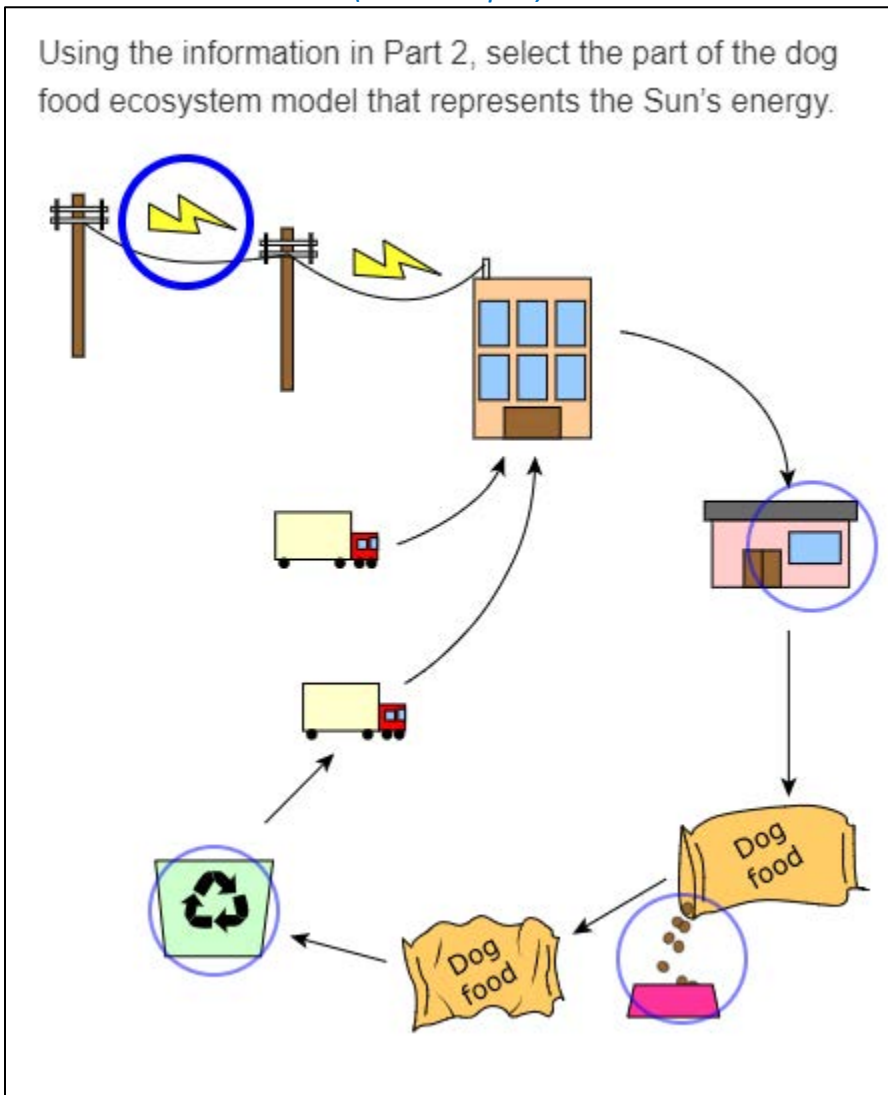 Using the information in Part 2, select the part of the dog
food ecosystem model that represents the Sun's energy.
Dog
food
Dog
food